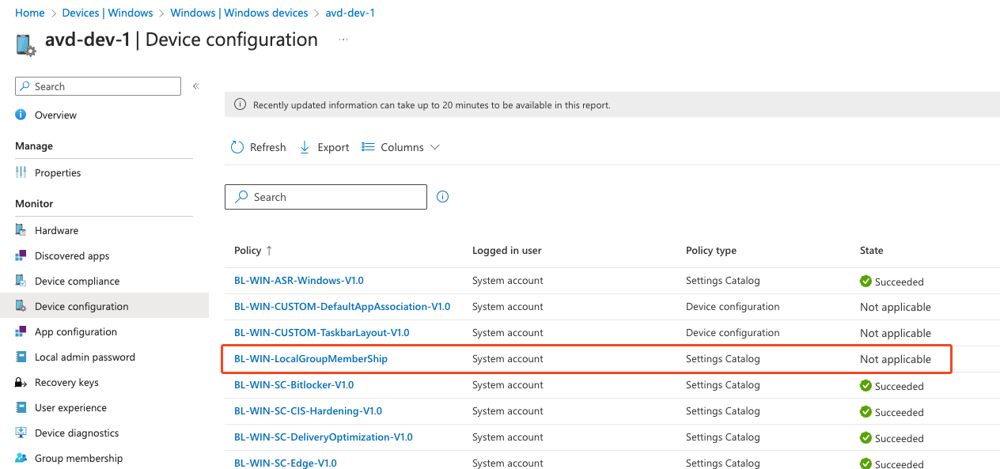 Home > Devices | Windows > Windows | Windows devices > avd-dev-1
avd-dev-1 | Device configuration ...
Search
«
Overview
Manage
Properties
Monitor
Hardware
Discovered apps
Device compliance
Device configuration
App configuration
Local admin password
Recovery keys
User experience
Device diagnostics
Group membership
Recently updated information can take up to 20 minutes to be available in this report.
Refresh Export Columns
Search
Policy ↑ Logged in user Policy type State
BL-WIN-ASR-Windows-V1.0 System account Settings Catalog Succeeded
BL-WIN-CUSTOM-DefaultAppAssociation-V1.0 System account Device configuration Not applicable
BL-WIN-CUSTOM-TaskbarLayout-V1.0 System account Device configuration Not applicable
BL-WIN-LocalGroupMemberShip System account Settings Catalog Not applicable
BL-WIN-SC-Bitlocker-V1.0 System account Settings Catalog Succeeded
BL-WIN-SC-CIS-Hardening-V1.0 System account Settings Catalog Succeeded
BL-WIN-SC-DeliveryOptimization-V1.0 System account Settings Catalog Succeeded
BL-WIN-SC-Edge-V1.0 System account Settings Catalog Succeeded